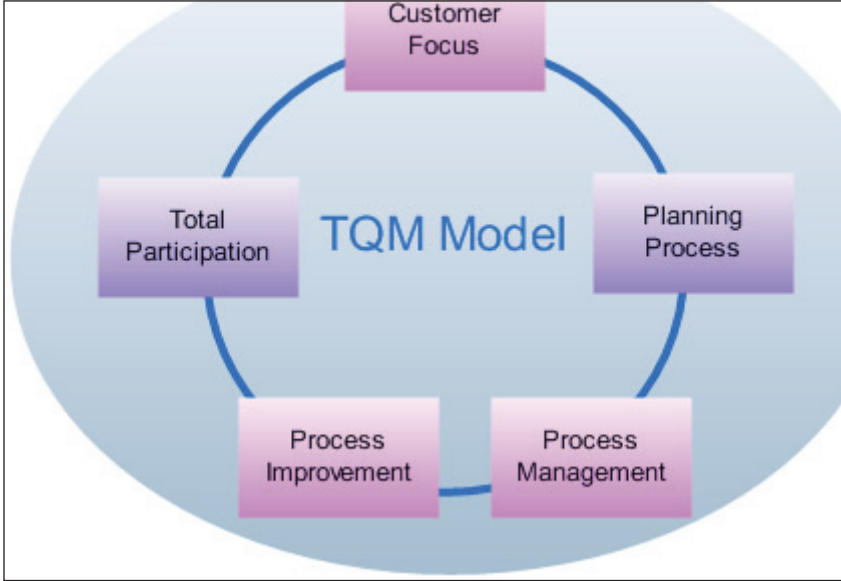 Customer
Focus
Total
Participation
TQM Model
Planning
Process
Process
Improvement
Process
Management